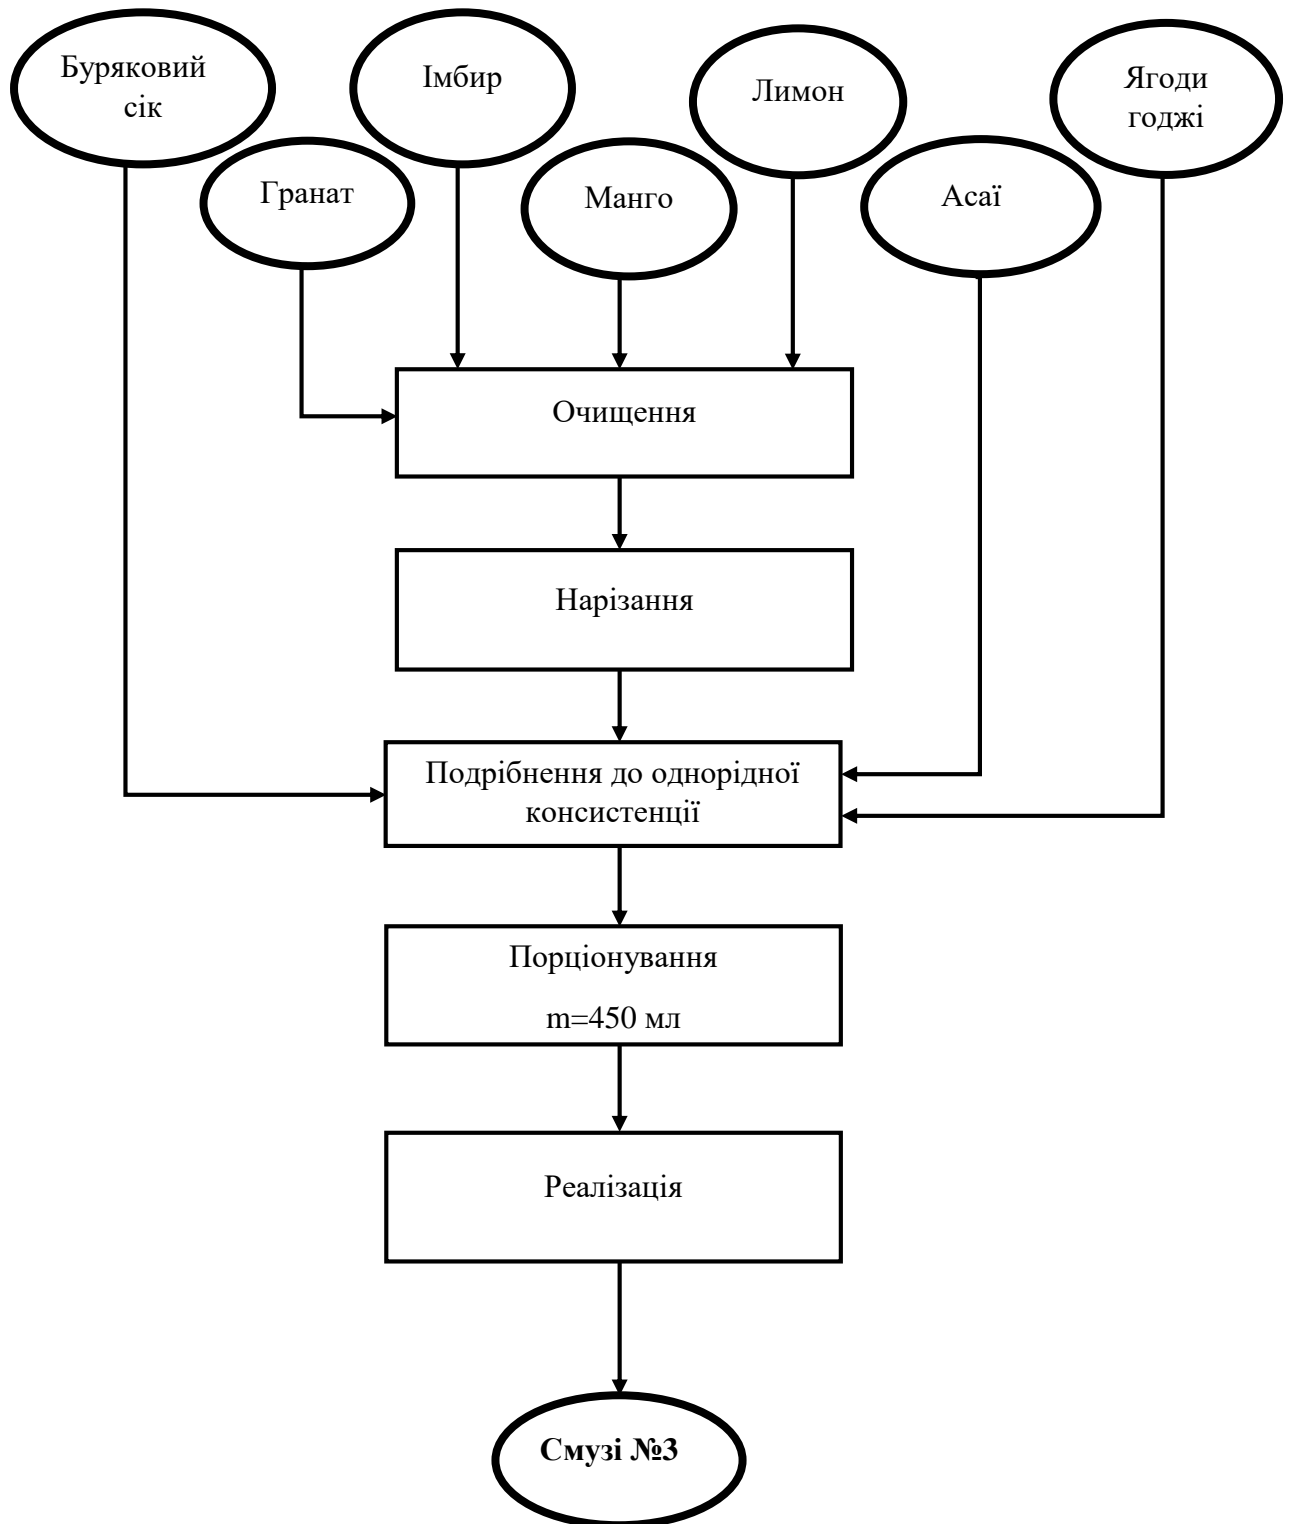 Буряковий
сік
Імбир
Лимон
Ягоди
годжі
Гранат
Манго
Асаї
Очищення
Нарізання
Подрібнення до однорідної
консистенції
Порціонування
m=450 мл
Реалізація
Смузі №3